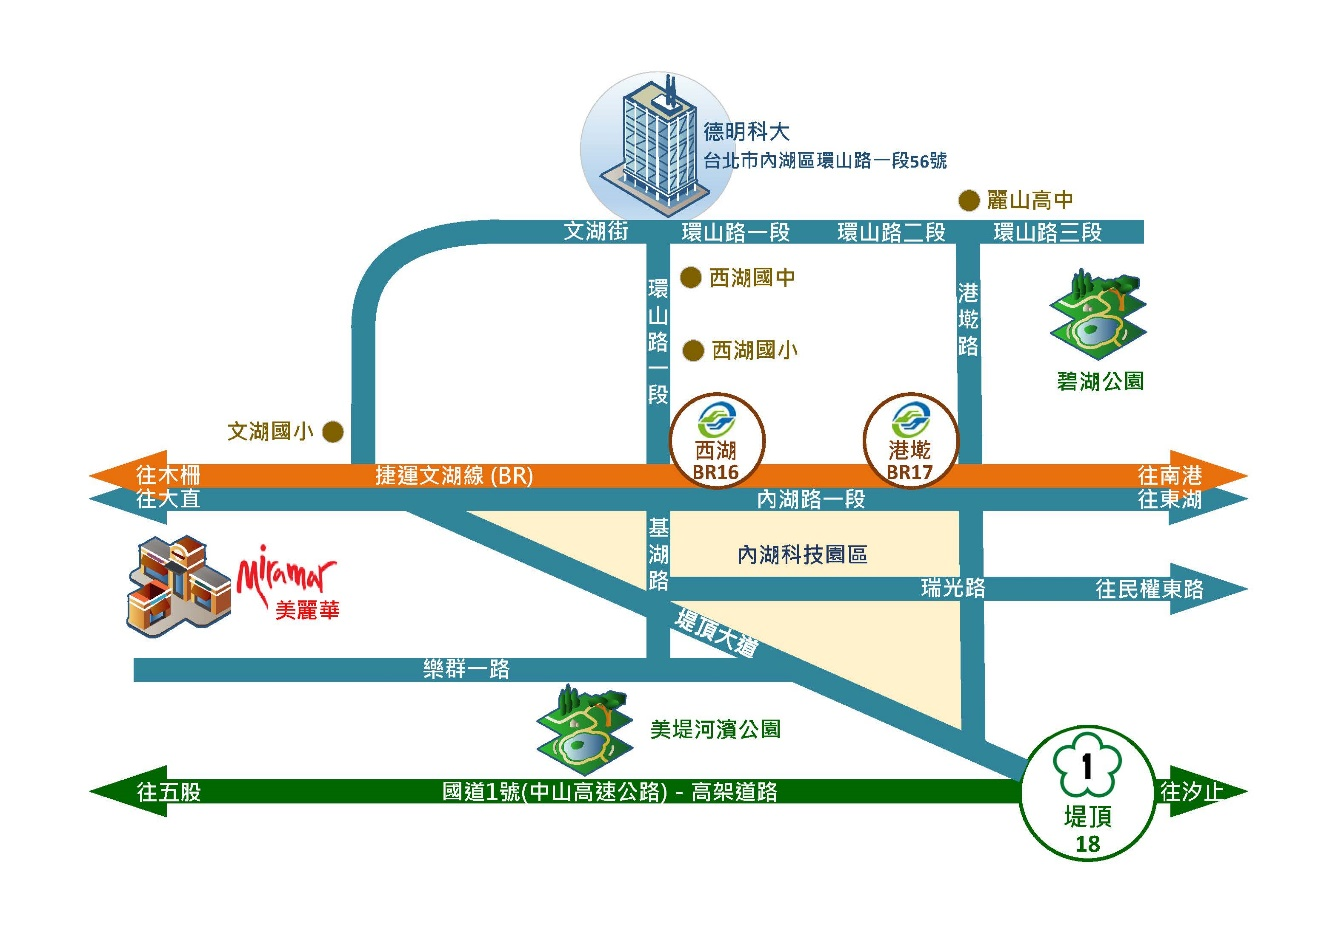 德明科大
台北市內湖區環山路一段56號
麗山高中
文湖街
環山路一段
環山路二段
環山路三段
西湖國中
環山路一段
港墘路
西湖國小
碧湖公園
文湖國小
西湖
BR16
港墘
BR17
往木柵
捷運文湖線 (BR)
往南港
往大直
內湖路一段
往東湖
基湖路
內湖科技園區
Miramar
美麗華
瑞光路
往民權東路
堤頂大道
樂群一路
美堤河濱公園
1
堤頂
18
往五股
國道1號(中山高速公路) - 高架道路
往汐止